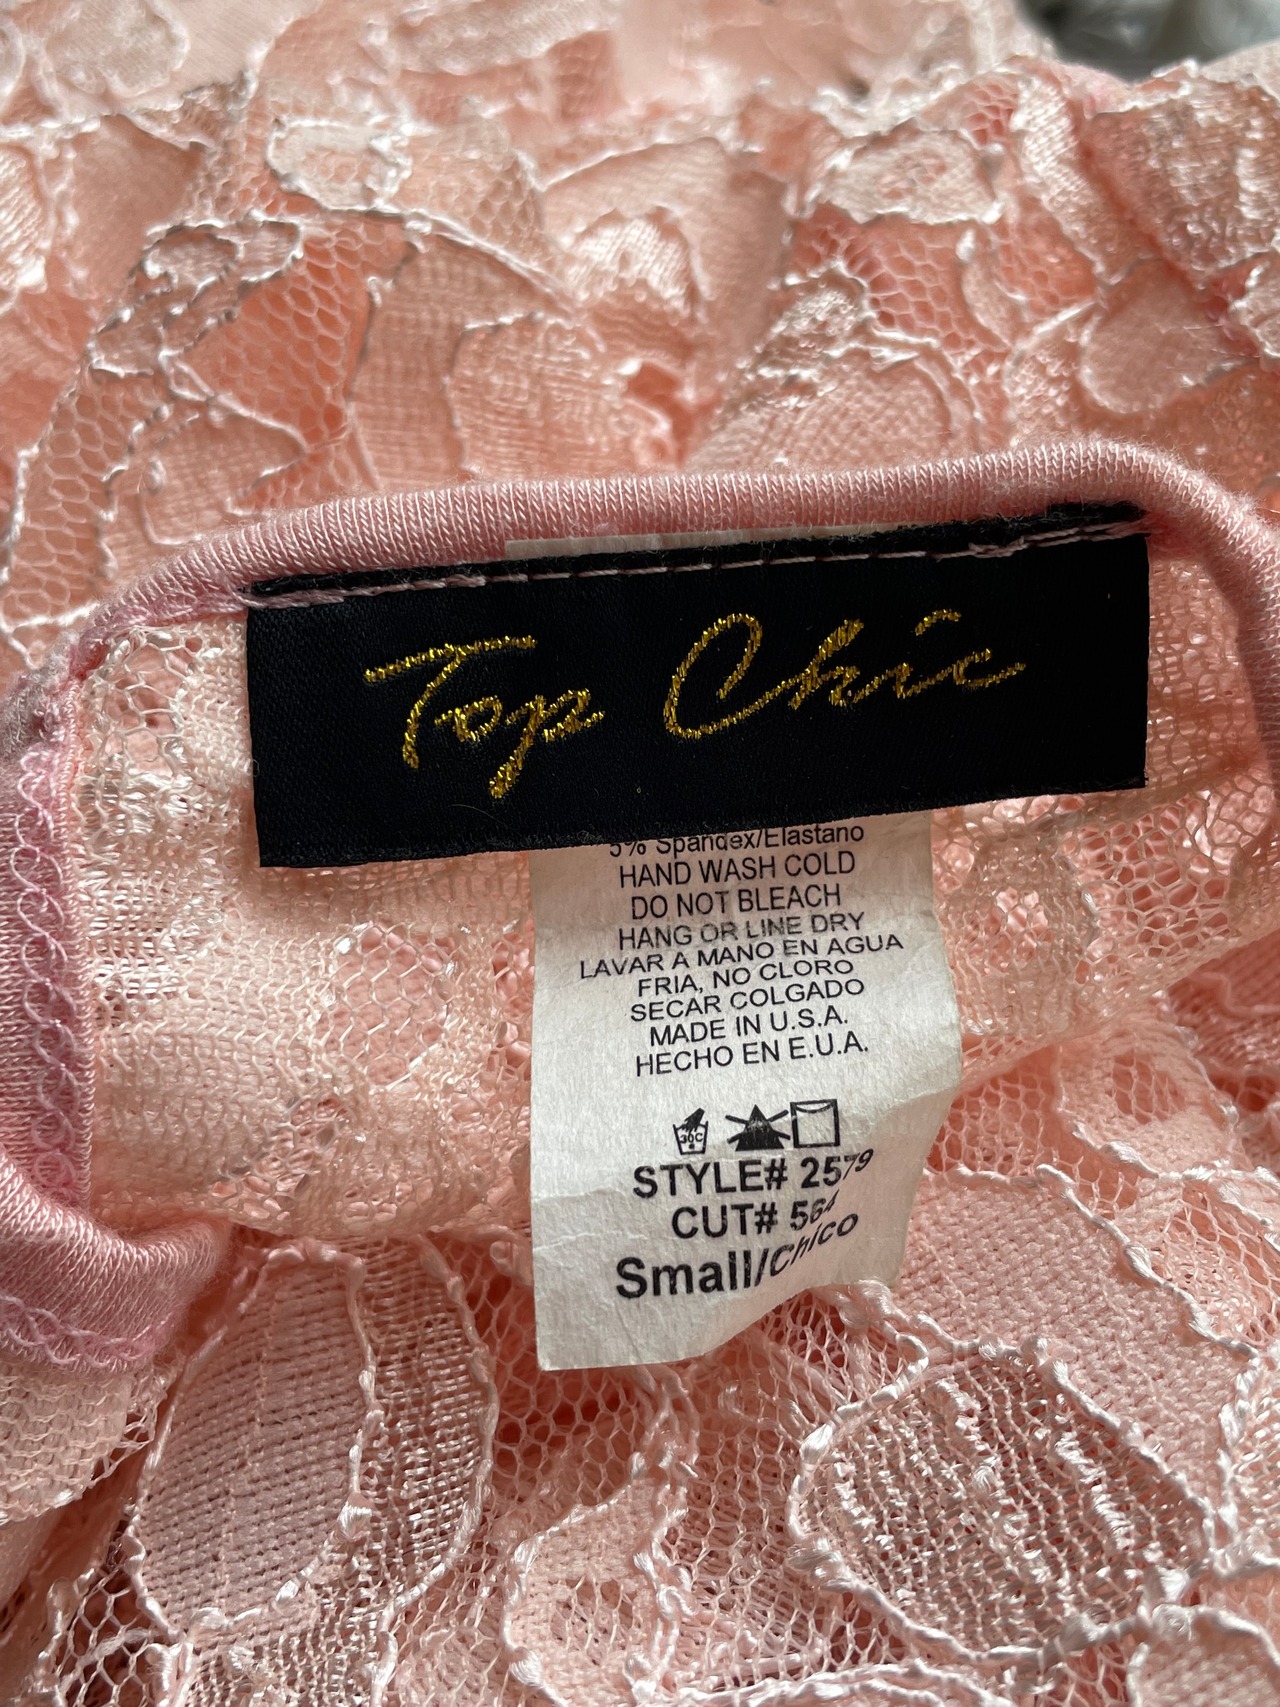 Top Chic
5% Spandex/Elastano
HAND WASH COLD
DO NOT BLEACH
HANG OR LINE DRY
LAVAR A MANO EN AGUA
FRIA, NO CLORO
SECAR COLGADO
MADE IN U.S.A.
HECHO EN E.U.A.
30C
STYLE# 2579
CUT# 564
Small/Chico